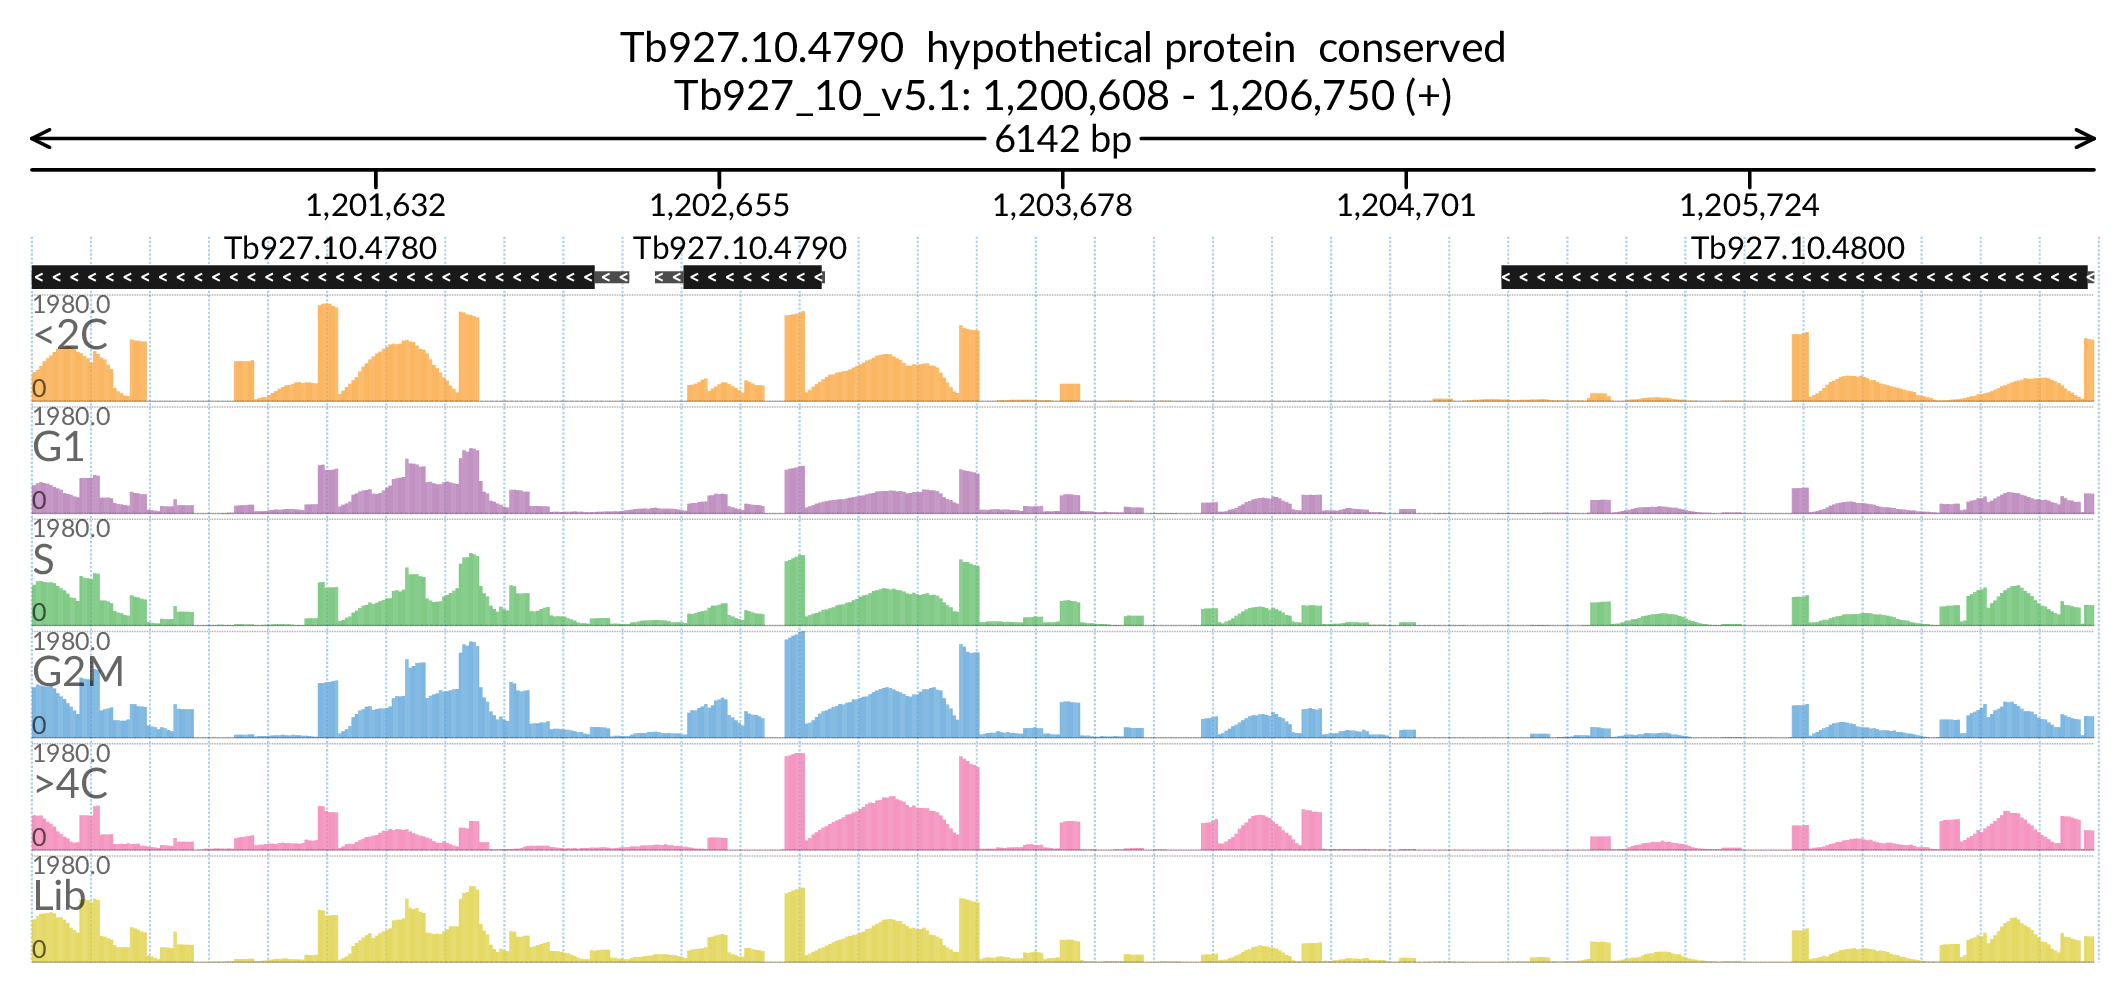 Tb927.10.4790  hypothetical protein  conserved
Tb927_10_v5.1: 1,200,608 - 1,206,750 (+)
6142 bp
1,201,632 1,202,655 1,203,678 1,204,701 1,205,724
Tb927.10.4780 Tb927.10.4790 Tb927.10.4800
1980.0
<2C
0
1980.0
G1
0
1980.0
S
0
1980.0
G2M
0
1980.0
>4C
0
1980.0
Lib
0